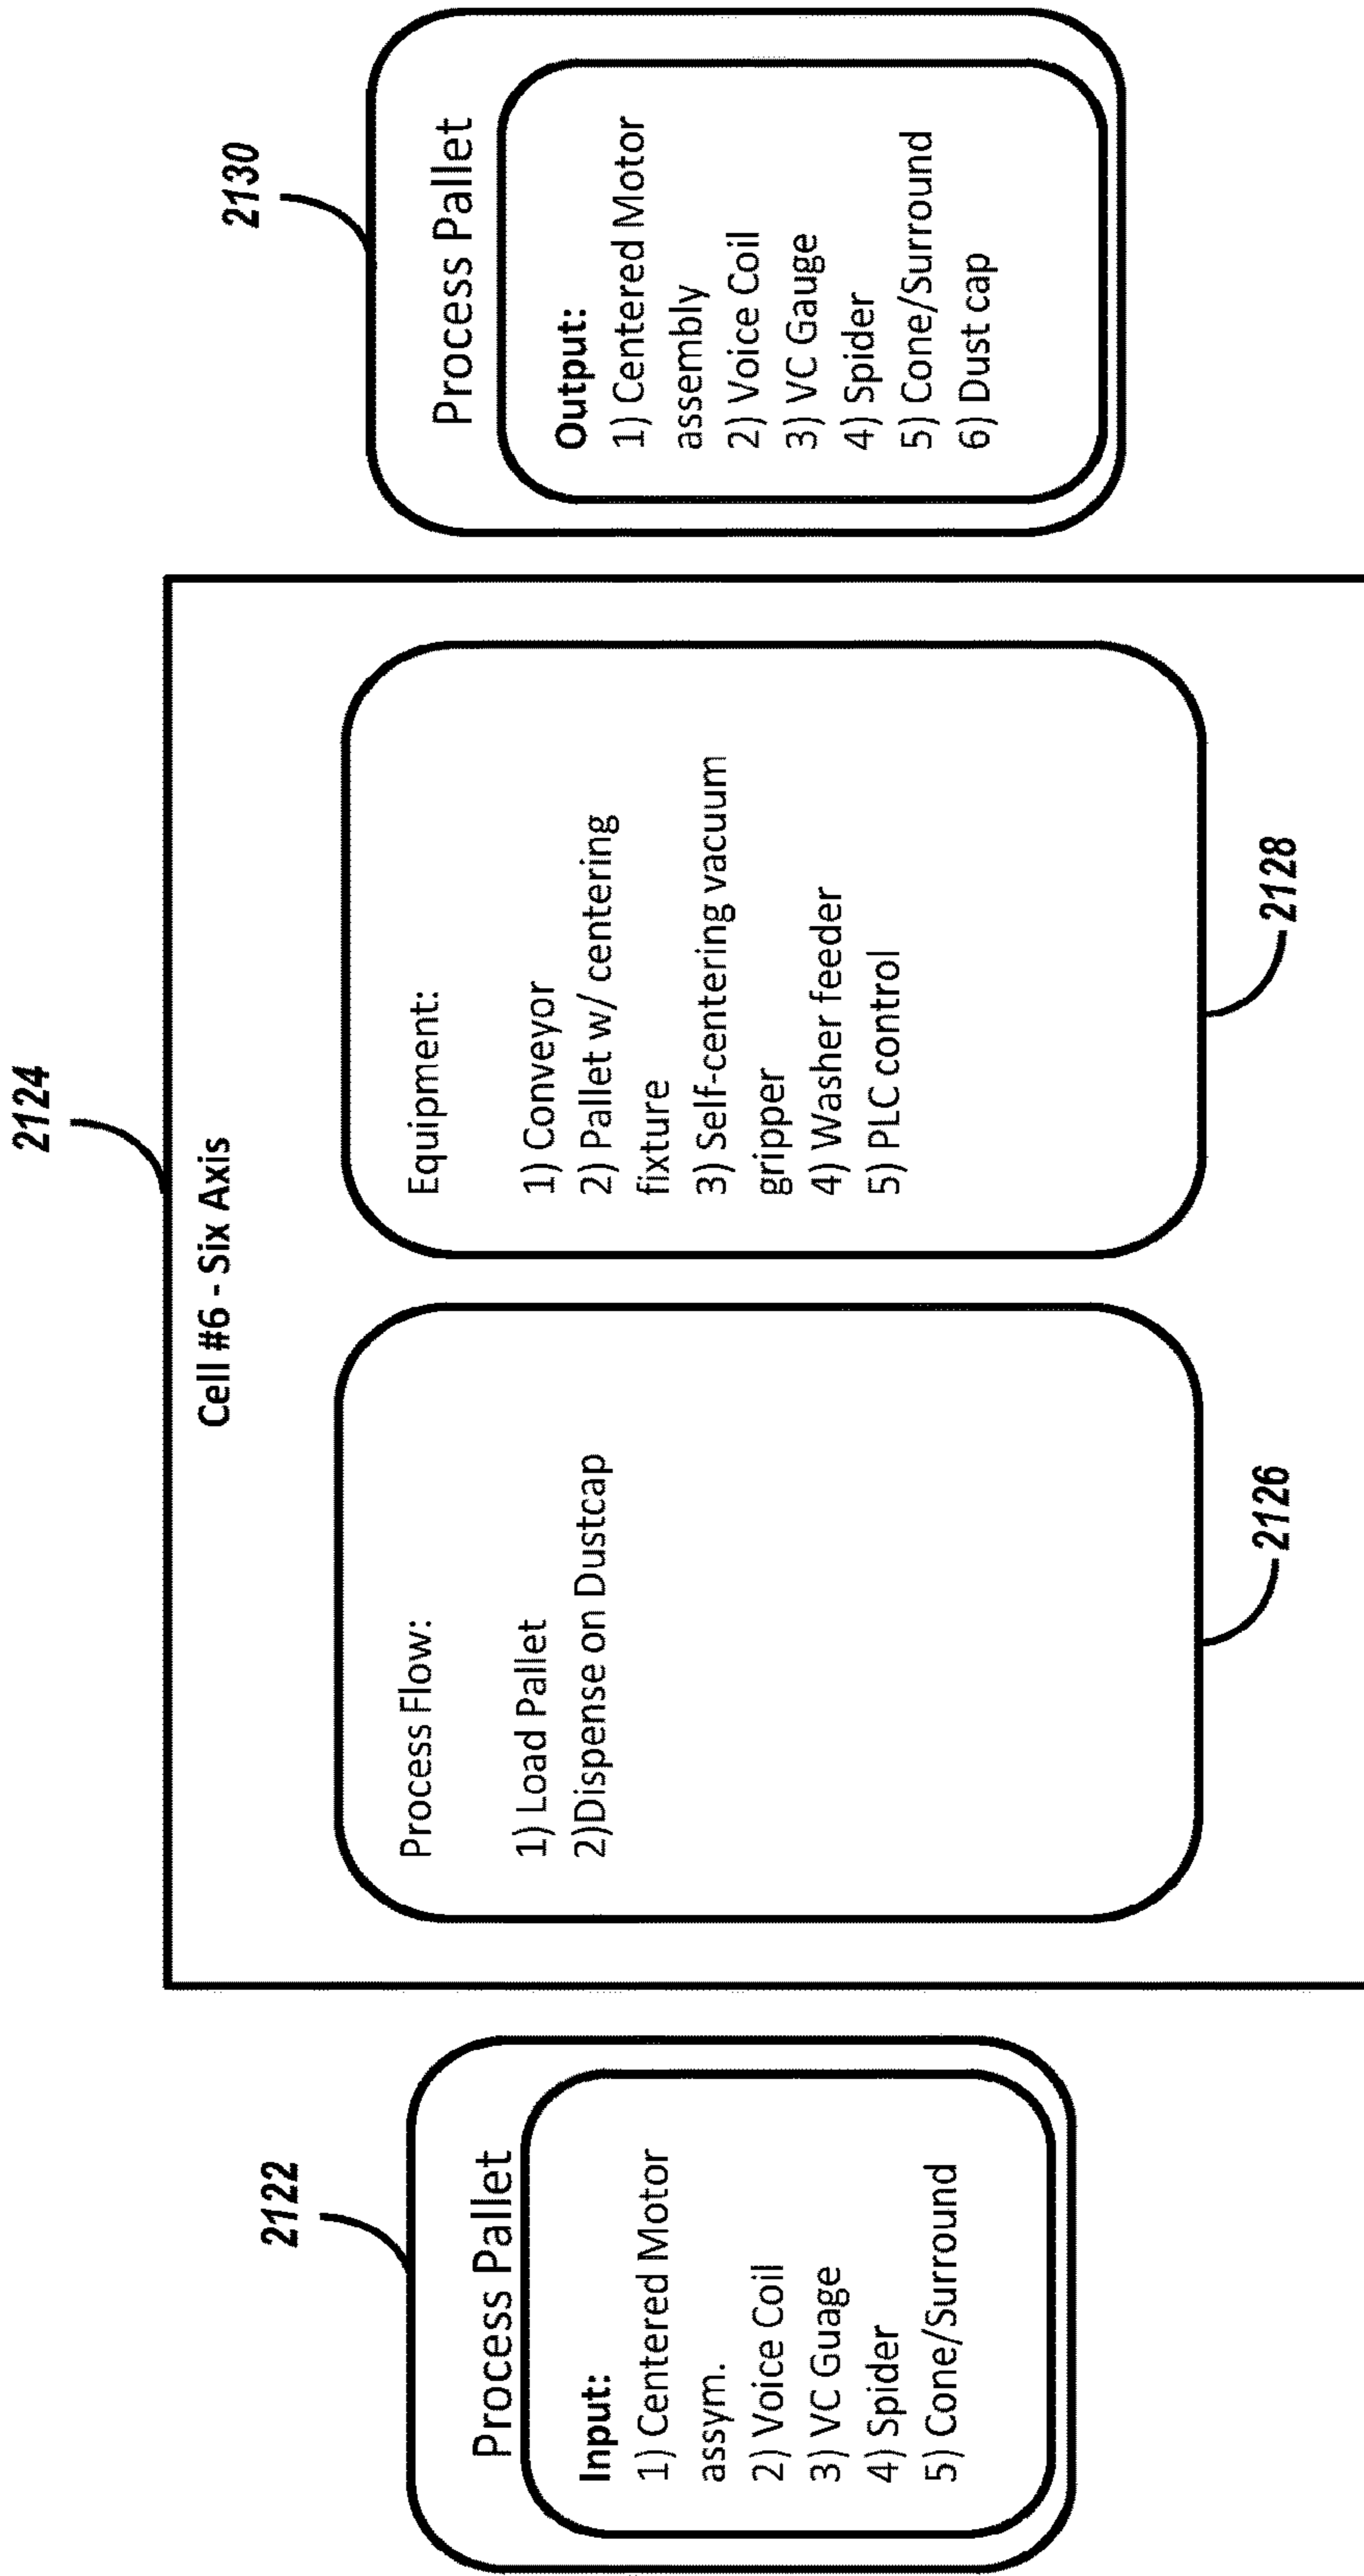 2122
Process Pallet
Input:
1) Centered Motor
assym.
2) Voice Coil
3) VC Guage
4) Spider
5) Cone/Surround
2124
Cell #6 - Six Axis
Process Flow:
1) Load Pallet
2)Dispense on Dustcap
2126
Equipment:
1) Conveyor
2) Pallet w/ centering
fixture
3) Self-centering vacuum
gripper
4) Washer feeder
5) PLC control
2128
2130
Process Pallet
Output:
1) Centered Motor
assembly
2) Voice Coil
3) VC Gauge
4) Spider
5) Cone/Surround
6) Dust cap